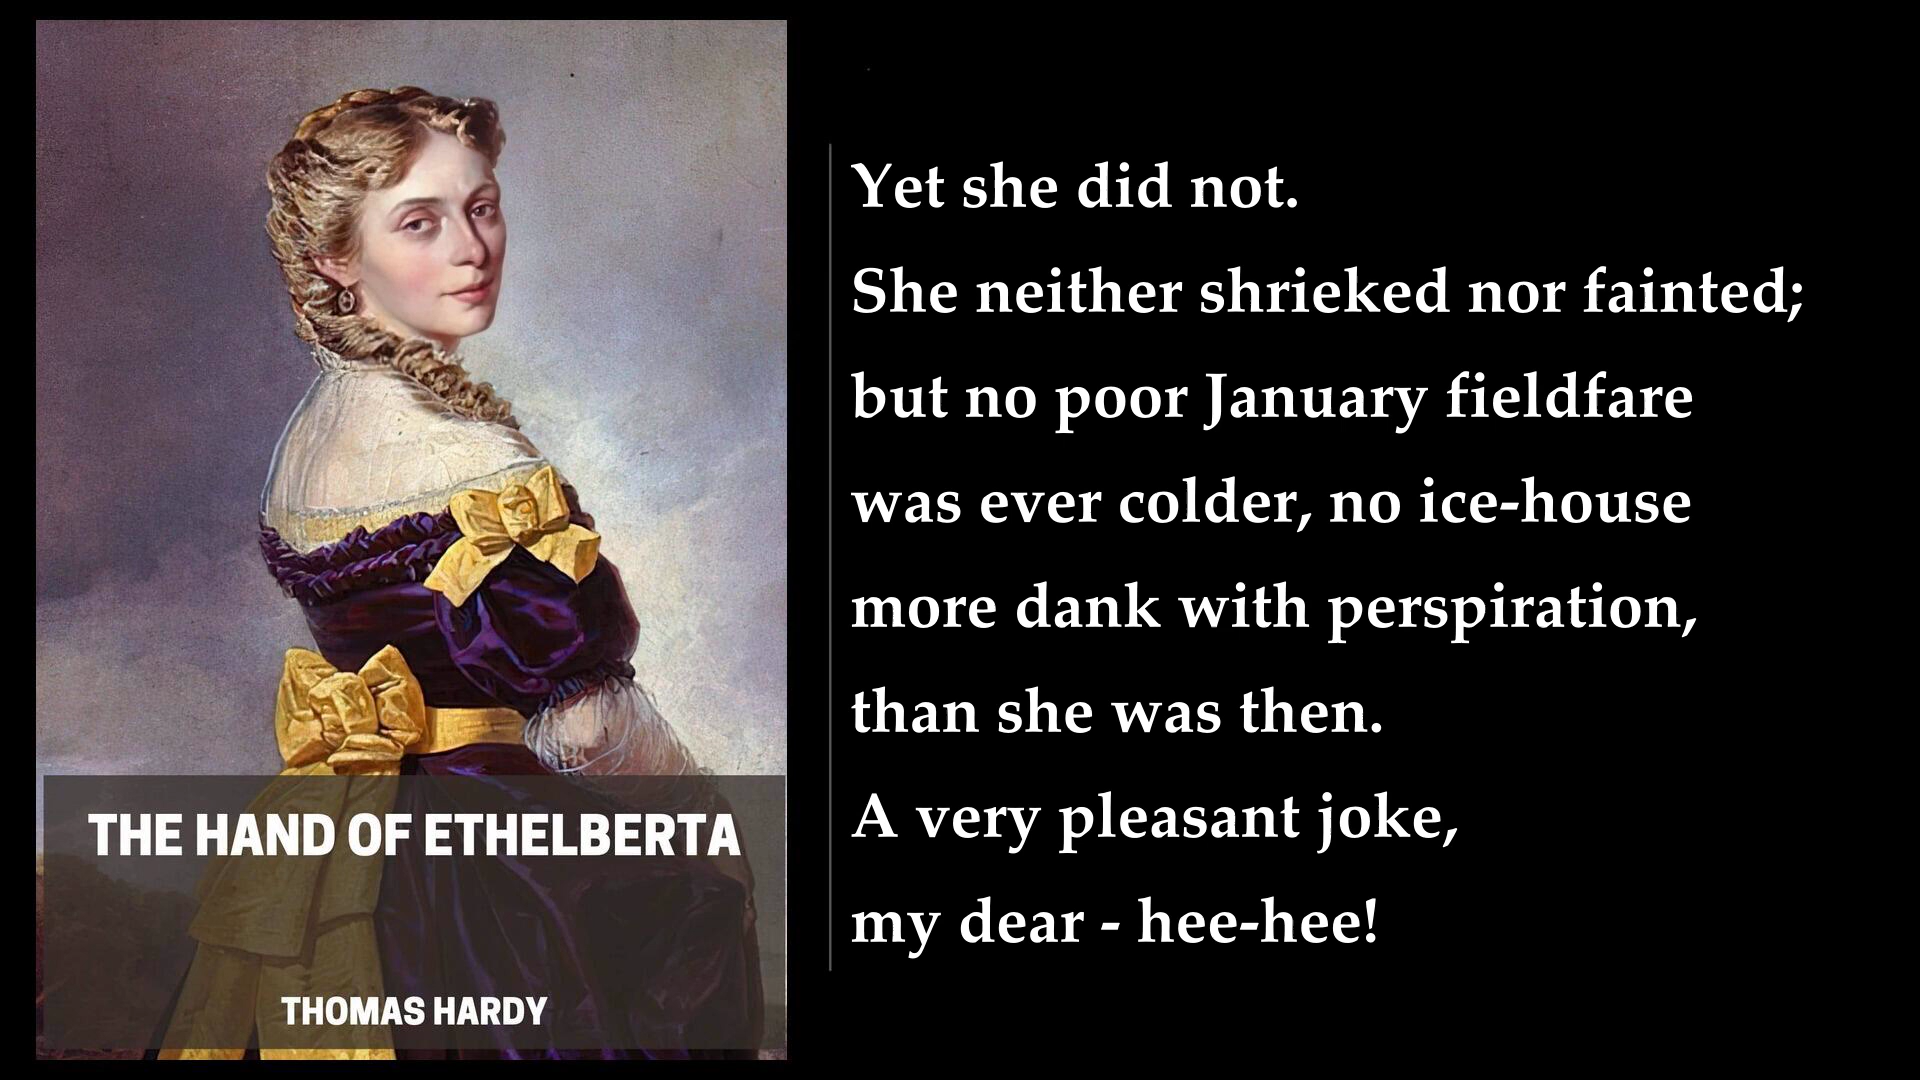 THE HAND OF ETHELBERTA
THOMAS HARDY
Yet she did not.
She neither shrieked nor fainted;
but no poor January fieldfare
was ever colder, no ice-house
more dank with perspiration,
than she was then.
A very pleasant joke,
my dear - hee-hee!